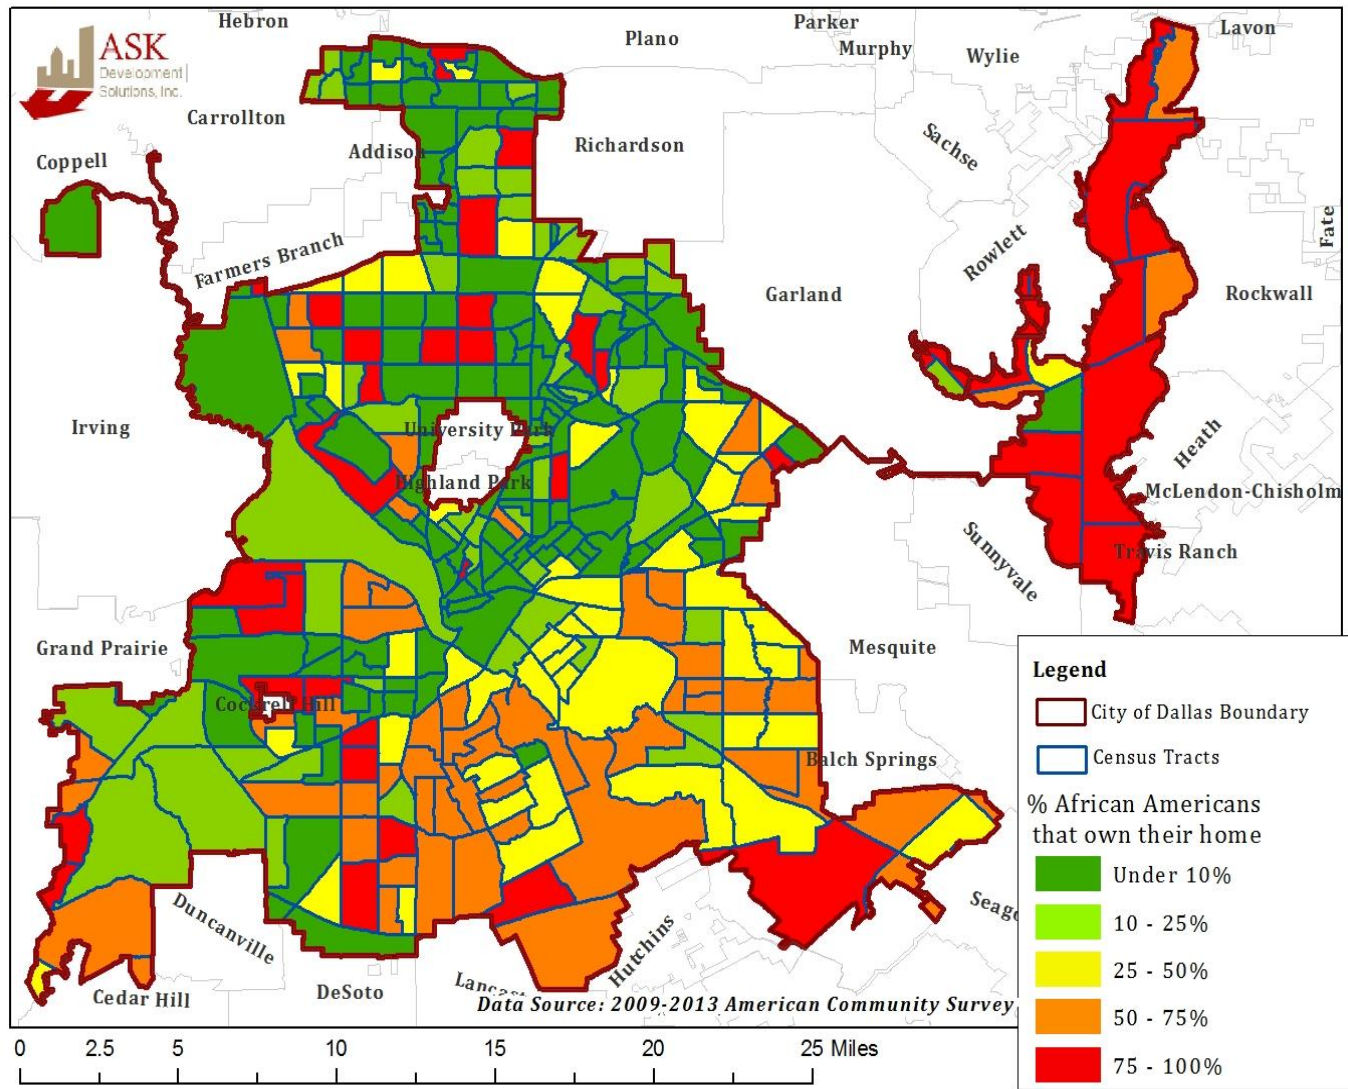 Hebron
Parker
Lavon
Plano
Murphy
Wylie
ASK
Development
Solutions, Inc.
Carrollton
Sachse
Addison
Richardson
Coppell
Fate
Farmers Branch
Rowlett
Garland
Rockwall
Irving
University Park
Heath
Highland Park
McLendon-Chisholm
Sunnyvale
Travis Ranch
Grand Prairie
Mesquite
Cockrell Hill
Balch Springs
Duncanville
Hutchins
Seago
Cedar Hill
DeSoto
Lancast
Data Source: 2009-2013 American Community Survey
Legend
City of Dallas Boundary
Census Tracts
% African Americans
that own their home
Under 10%
10 - 25%
25 - 50%
50 - 75%
75 - 100%
0 2.5 5 10 15 20 25 Miles